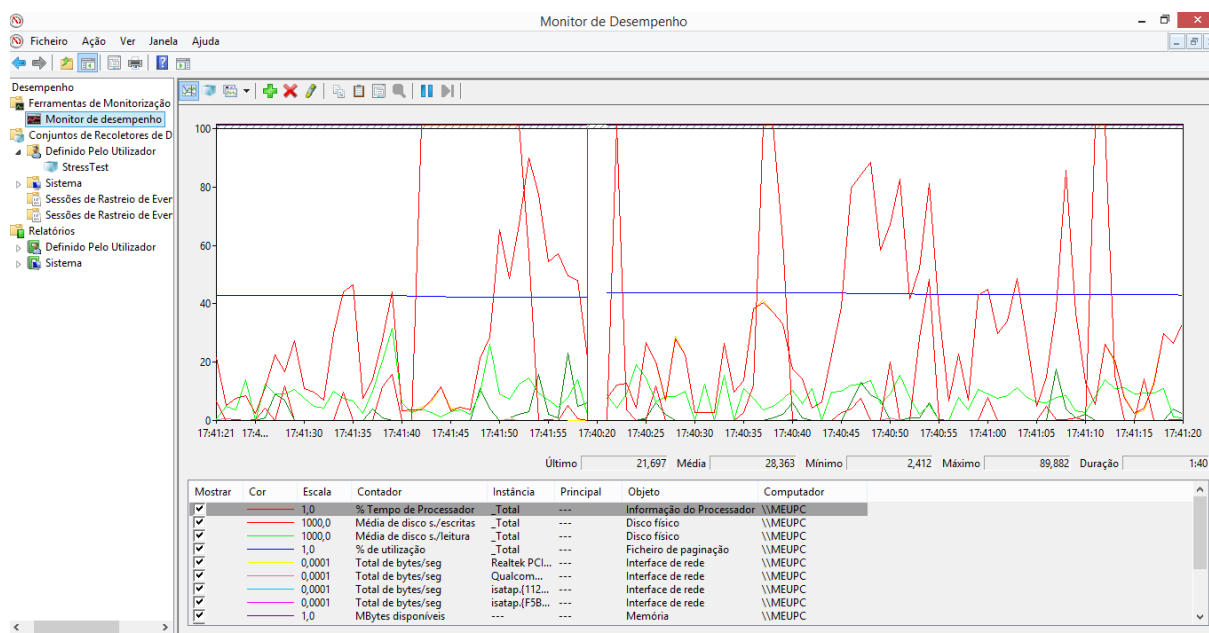 Monitor de Desempenho
Ficheiro Ação Ver Janela Ajuda
Desempenho
Ferramentas de Monitorização
Monitor de desempenho
Conjuntos de Recoletores de D
Definido Pelo Utilizador
StressTest
Sistema
Sessões de Rastreio de Ever
Sessões de Rastreio de Ever
Relatórios
Definido Pelo Utilizador
Sistema
100
80
60
40
20
0
17:41:21 17:4... 17:41:30 17:41:35 17:41:40 17:41:45 17:41:50 17:41:55 17:40:20 17:40:25 17:40:30 17:40:35 17:40:40 17:40:45 17:40:50 17:40:55 17:41:00 17:41:05 17:41:10 17:41:15 17:41:20
Último 21,697 Média 28,363 Mínimo 2,412 Máximo 89,882 Duração 1:40
Mostrar Cor Escala Contador Instância Principal Objeto Computador
1,0 % Tempo de Processador _Total --- Informação do Processador \\MEUPC
1000,0 Média de disco s./escritas _Total --- Disco físico \\MEUPC
1000,0 Média de disco s./leitura _Total --- Disco físico \\MEUPC
1,0 % de utilização _Total --- Ficheiro de paginação \\MEUPC
0,0001 Total de bytes/seg Realtek PCI... --- Interface de rede \\MEUPC
0,0001 Total de bytes/seg Qualcom... --- Interface de rede \\MEUPC
0,0001 Total de bytes/seg isatap.{112... --- Interface de rede \\MEUPC
0,0001 Total de bytes/seg isatap.{F5B... --- Interface de rede \\MEUPC
1,0 MBytes disponíveis --- --- Memória \\MEUPC